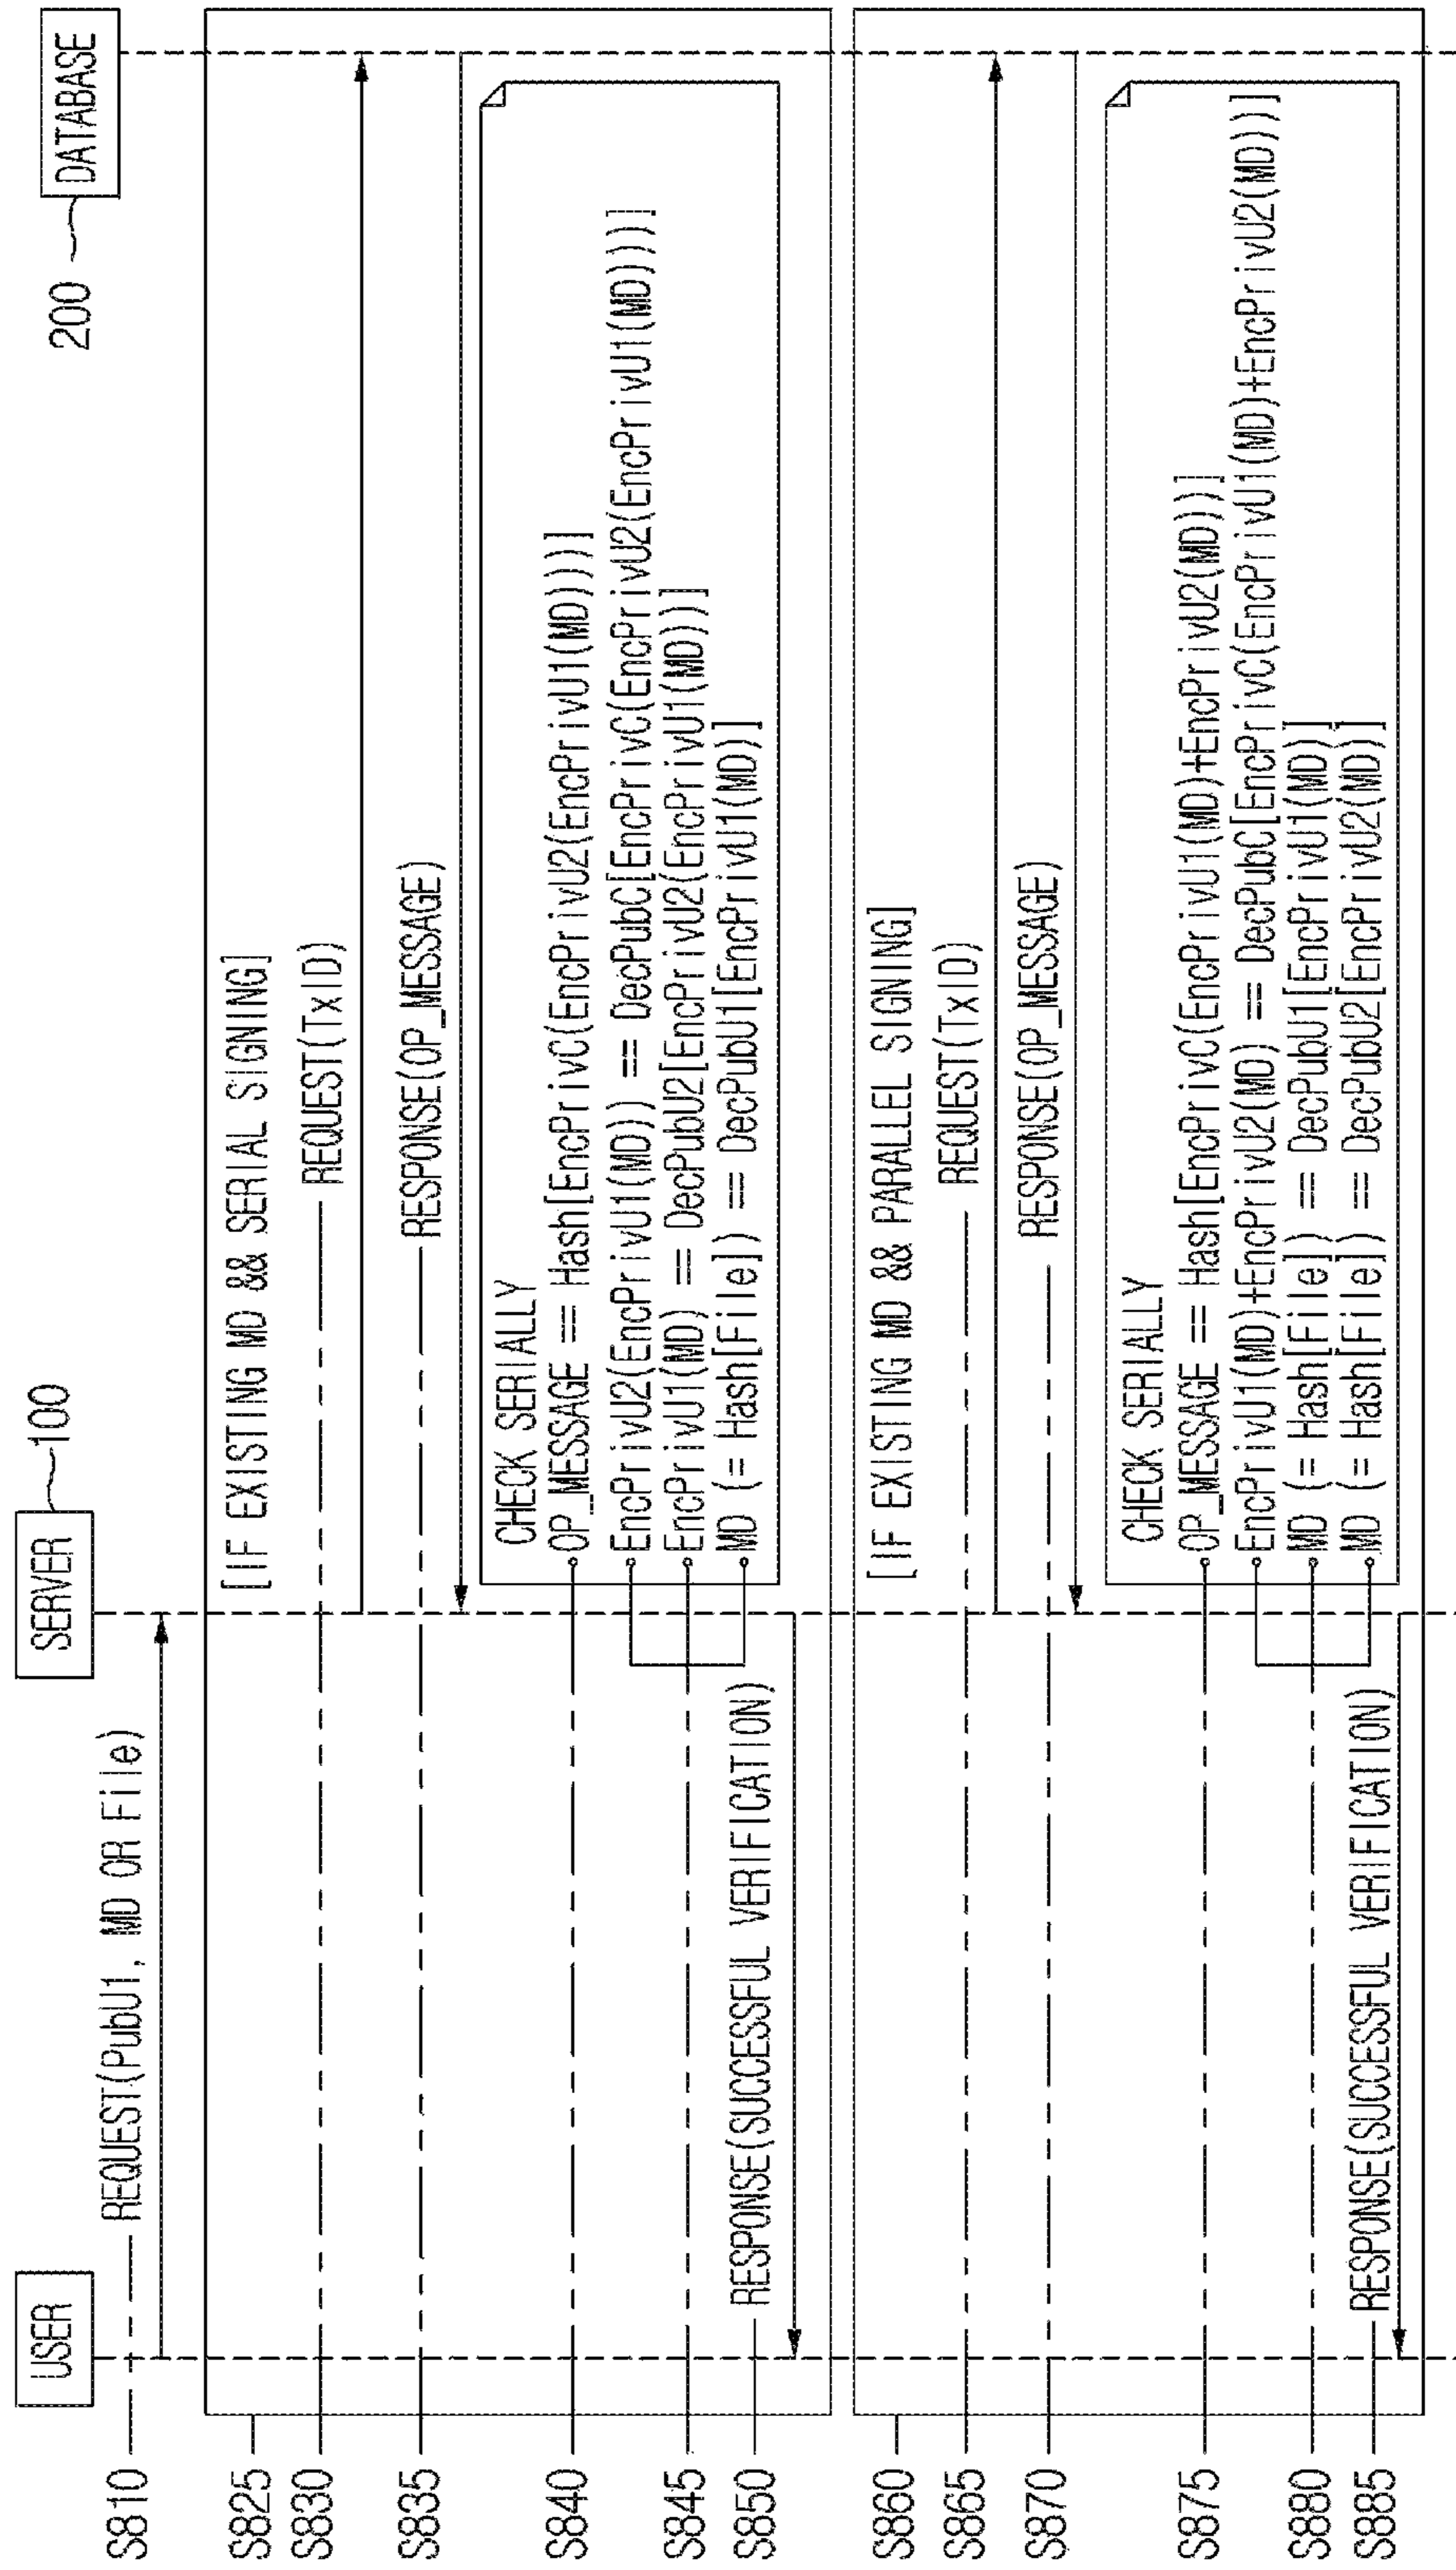 USER
SERVER
100
DATABASE
200
S810
REQUEST(PubU1, MD OR File)
S825
[IF EXISTING MD && SERIAL SIGNING]
S830
REQUEST(TxID)
S835
RESPONSE(OP_MESSAGE)
CHECK SERIALLY
S840
OP_MESSAGE == Hash[EncPrivC(EncPrivU2(EncPrivU1(MD)))]
EncPrivU2(EncPrivU1(MD)) == DecPubC[EncPrivC(EncPrivU2(EncPrivU1(MD)))]
S845
EncPrivU1(MD) == DecPubU2[EncPrivU2(EncPrivU1(MD))]
MD (= Hash[File]) == DecPubU1[EncPrivU1(MD)]
S850
RESPONSE(SUCCESSFUL VERIFICATION)
S860
[IF EXISTING MD && PARALLEL SIGNING]
S865
REQUEST(TxID)
S870
RESPONSE(OP_MESSAGE)
CHECK SERIALLY
S875
OP_MESSAGE == Hash[EncPrivC(EncPrivU1(MD)+EncPrivU2(MD))]
EncPrivU1(MD)+EncPrivU2(MD) == DecPubC[EncPrivC(EncPrivU1(MD)+EncPrivU2(MD))]
S880
MD (= Hash[File]) == DecPubU1[EncPrivU1(MD)]
MD (= Hash[File]) == DecPubU2[EncPrivU2(MD)]
S885
RESPONSE(SUCCESSFUL VERIFICATION)